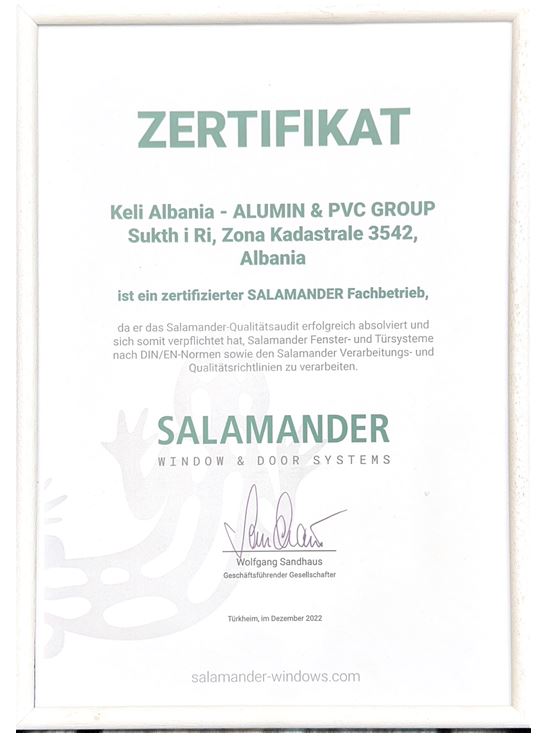 ZERTIFIKAT
Keli Albania - ALUMIN & PVC GROUP
Sukth i Ri, Zona Kadastrale 3542,
Albania
ist ein zertifizierter SALAMANDER Fachbetrieb,
da er das Salamander-Qualitätsaudit erfolgreich absolviert und
sich somit verpflichtet hat, Salamander Fenster- und Türsysteme
nach DIN/EN-Normen sowie den Salamander Verarbeitungs- und
Qualitätsrichtlinien zu verarbeiten.
SALAMANDER
WINDOW & DOOR SYSTEMS
Wolfgang Sandhaus
Geschäftsführender Gesellschafter
Türkheim, im Dezember 2022
salamander-windows.com